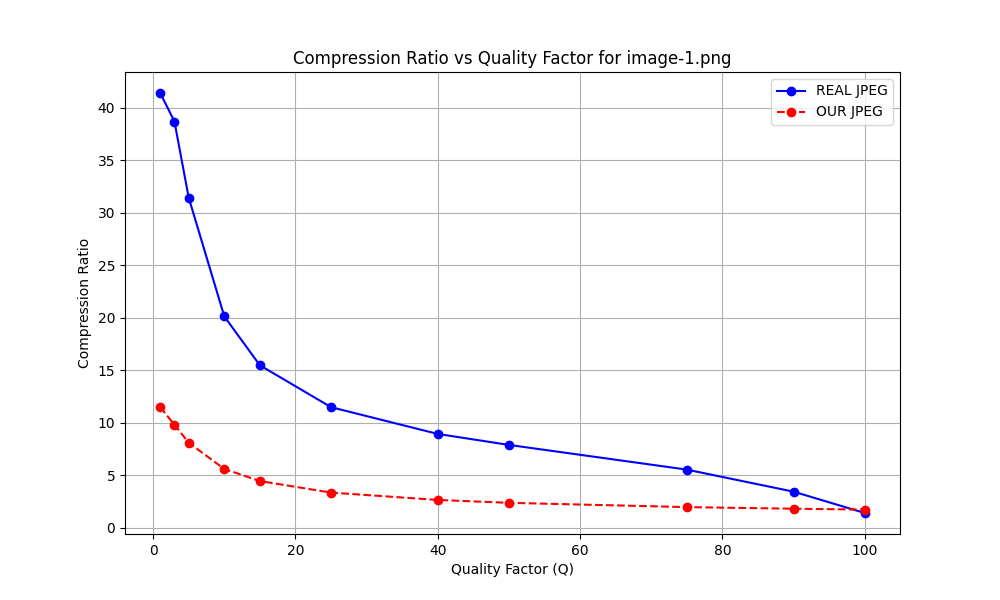 Compression Ratio vs Quality Factor for image-1.png
REAL JPEG
OUR JPEG
Compression Ratio
40
35
30
25
20
15
10
5
0
0 20 40 60 80 100
Quality Factor (Q)